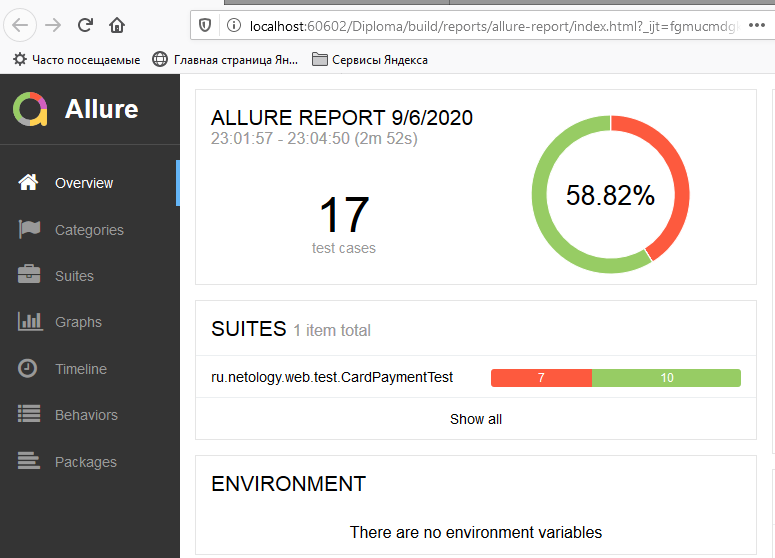 localhost:60602/Diploma/build/reports/allure-report/index.html?_ijt=fgmucmdg
Часто посещаемые
Главная страница Ян...
Сервисы Яндекса
Allure
Overview
Categories
Suites
Graphs
Timeline
Behaviors
Packages
ALLURE REPORT 9/6/2020
23:01:57 - 23:04:50 (2m 52s)
17
test cases
58.82%
SUITES 1 item total
ru.netology.web.test.CardPaymentTest
7
10
Show all
ENVIRONMENT
There are no environment variables